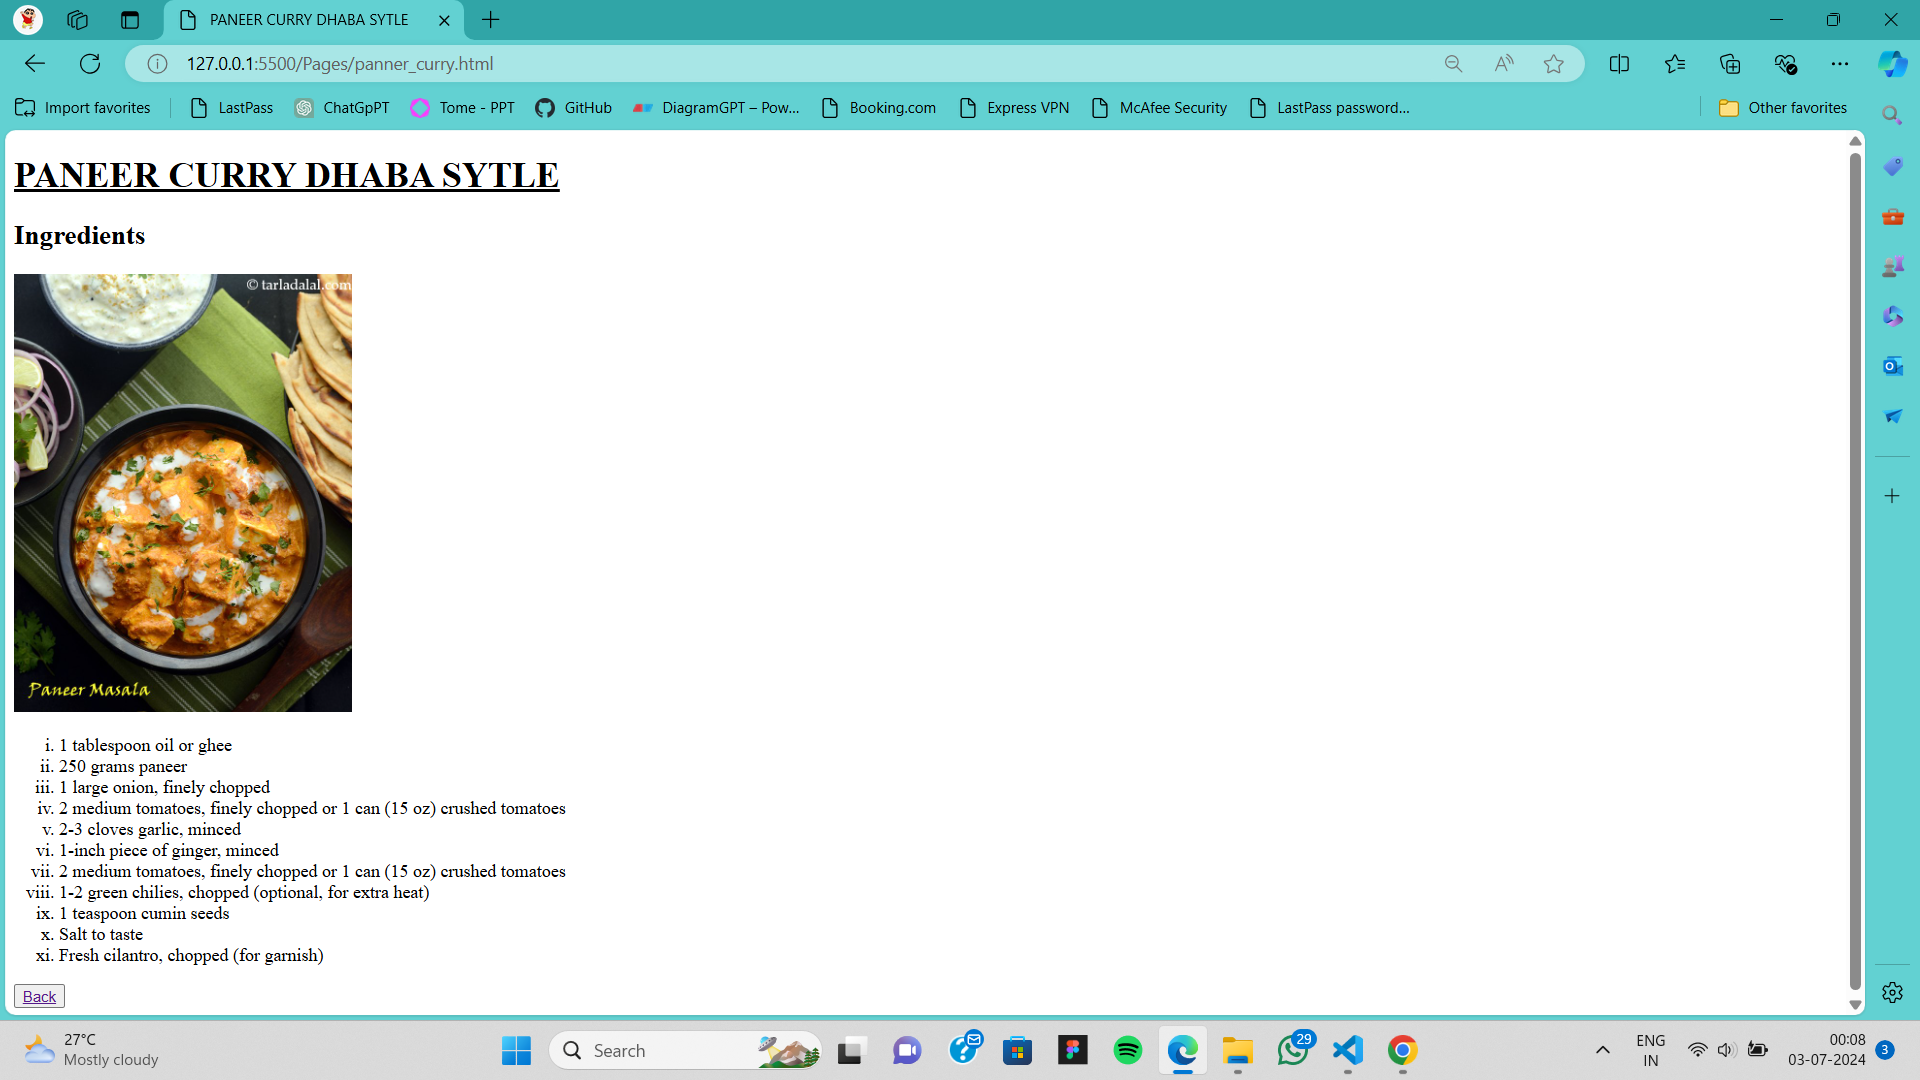 PANEER CURRY DHABA SYTLE
127.0.0.1:5500/Pages/panner_curry.html
Import favorites
LastPass
ChatGpPT
Tome - PPT
GitHub
DiagramGPT – Pow...
Booking.com
Express VPN
McAfee Security
LastPass password...
Other favorites
PANEER CURRY DHABA SYTLE
Ingredients
© tarladalal.com
Paneer Masala
i. 1 tablespoon oil or ghee
ii. 250 grams paneer
iii. 1 large onion, finely chopped
iv. 2 medium tomatoes, finely chopped or 1 can (15 oz) crushed tomatoes
v. 2-3 cloves garlic, minced
vi. 1-inch piece of ginger, minced
vii. 2 medium tomatoes, finely chopped or 1 can (15 oz) crushed tomatoes
viii. 1-2 green chilies, chopped (optional, for extra heat)
ix. 1 teaspoon cumin seeds
x. Salt to taste
xi. Fresh cilantro, chopped (for garnish)
Back
27°C
Mostly cloudy
Search
29
ENG
IN
00:08
03-07-2024
3